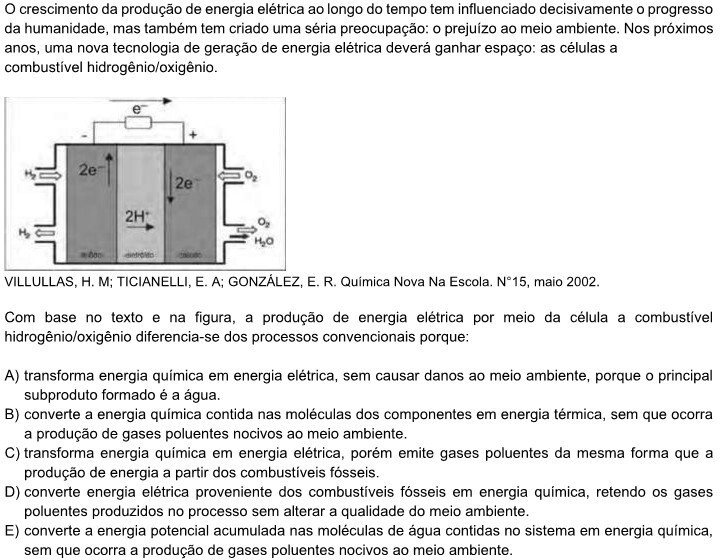 O crescimento da produção de energia elétrica ao longo do tempo tem influenciado decisivamente o progresso
da humanidade, mas também tem criado uma séria preocupação: o prejuízo ao meio ambiente. Nos próximos
anos, uma nova tecnologia de geração de energia elétrica deverá ganhar espaço: as células a
combustível hidrogênio/oxigênio.
e⁻
- +
H₂ 2e⁻ 2e⁻ O₂
2H⁺
H₂ O₂
H₂O
VILLULLAS, H. M; TICIANELLI, E. A; GONZÁLEZ, E. R. Química Nova Na Escola. N°15, maio 2002.
Com base no texto e na figura, a produção de energia elétrica por meio da célula a combustível
hidrogênio/oxigênio diferencia-se dos processos convencionais porque:
A) transforma energia química em energia elétrica, sem causar danos ao meio ambiente, porque o principal
subproduto formado é a água.
B) converte a energia química contida nas moléculas dos componentes em energia térmica, sem que ocorra
a produção de gases poluentes nocivos ao meio ambiente.
C) transforma energia química em energia elétrica, porém emite gases poluentes da mesma forma que a
produção de energia a partir dos combustíveis fósseis.
D) converte energia elétrica proveniente dos combustíveis fósseis em energia química, retendo os gases
poluentes produzidos no processo sem alterar a qualidade do meio ambiente.
E) converte a energia potencial acumulada nas moléculas de água contidas no sistema em energia química,
sem que ocorra a produção de gases poluentes nocivos ao meio ambiente.